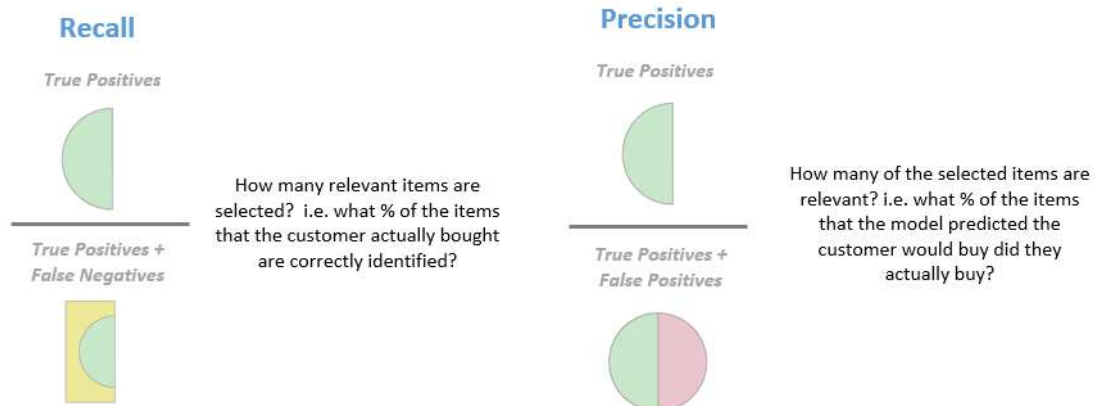 Recall
True Positives
True Positives +
False Negatives
How many relevant items are
selected?  i.e. what % of the items
that the customer actually bought
are correctly identified?
Precision
True Positives
True Positives +
False Positives
How many of the selected items are
relevant? i.e. what % of the items
that the model predicted the
customer would buy did they
actually buy?